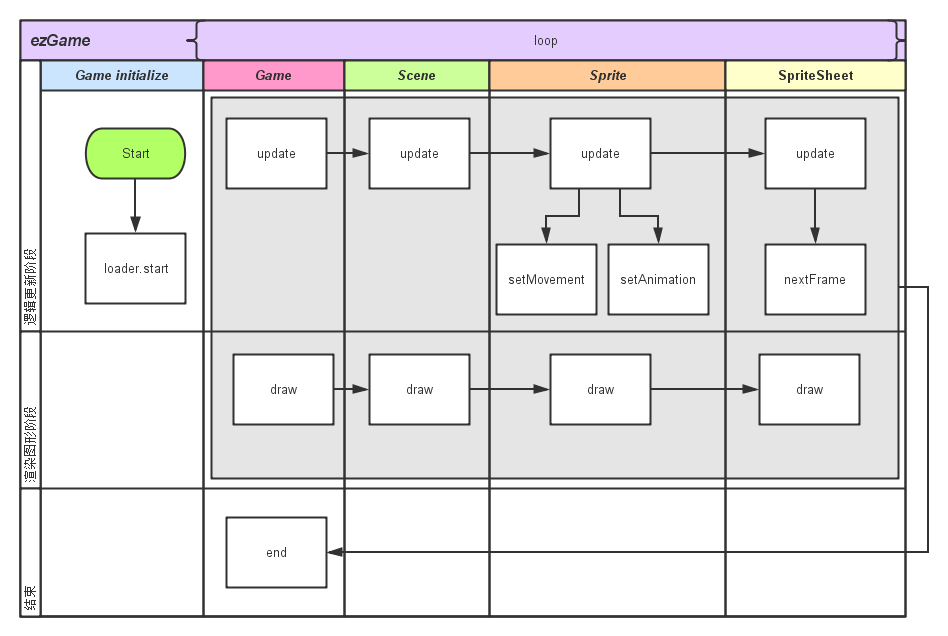 ezGame
loop
Game initialize
Game
Scene
Sprite
SpriteSheet
逻辑更新阶段
Start
update
update
update
update
loader.start
setMovement
setAnimation
nextFrame
渲染图形阶段
draw
draw
draw
draw
结束
end